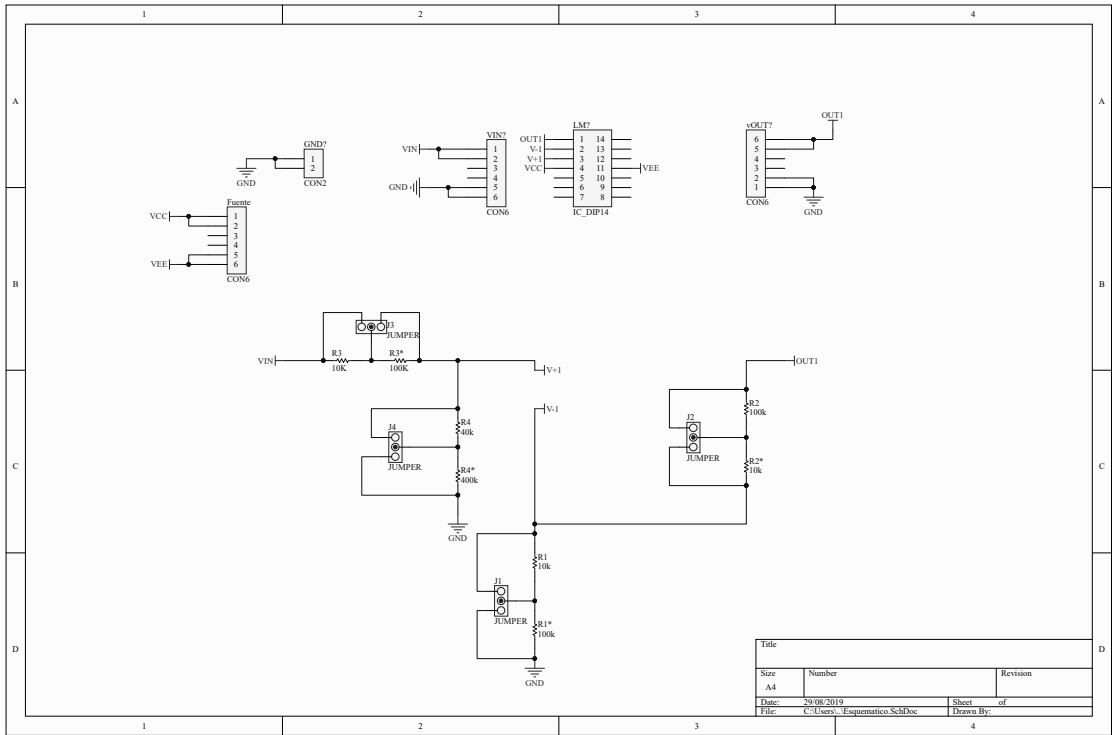 1 2 3 4
A A
OUT1
GND?
1
2
CON2
GND
VIN?
VIN
GND
1
2
3
4
5
6
CON6
LM?
OUT1 1 14
V-1 2 13
V+1 3 12
VCC 4 11 VEE
5 10
6 9
7 8
IC_DIP14
vOUT?
6
5
4
3
2
1
CON6
GND
Fuente
VCC
VEE
1
2
3
4
5
6
CON6
B B
J3
JUMPER
VIN
R3
10K
R3*
100K
V+1
V-1
OUT1
J4
JUMPER
R4
40k
R4*
400k
GND
J2
JUMPER
R2
100k
R2*
10k
C C
J1
JUMPER
R1
10k
R1*
100k
GND
D D
Title
Size Number Revision
A4
Date: 29/08/2019 Sheet of
File: C:\Users\..\Esquematico.SchDoc Drawn By:
1 2 3 4